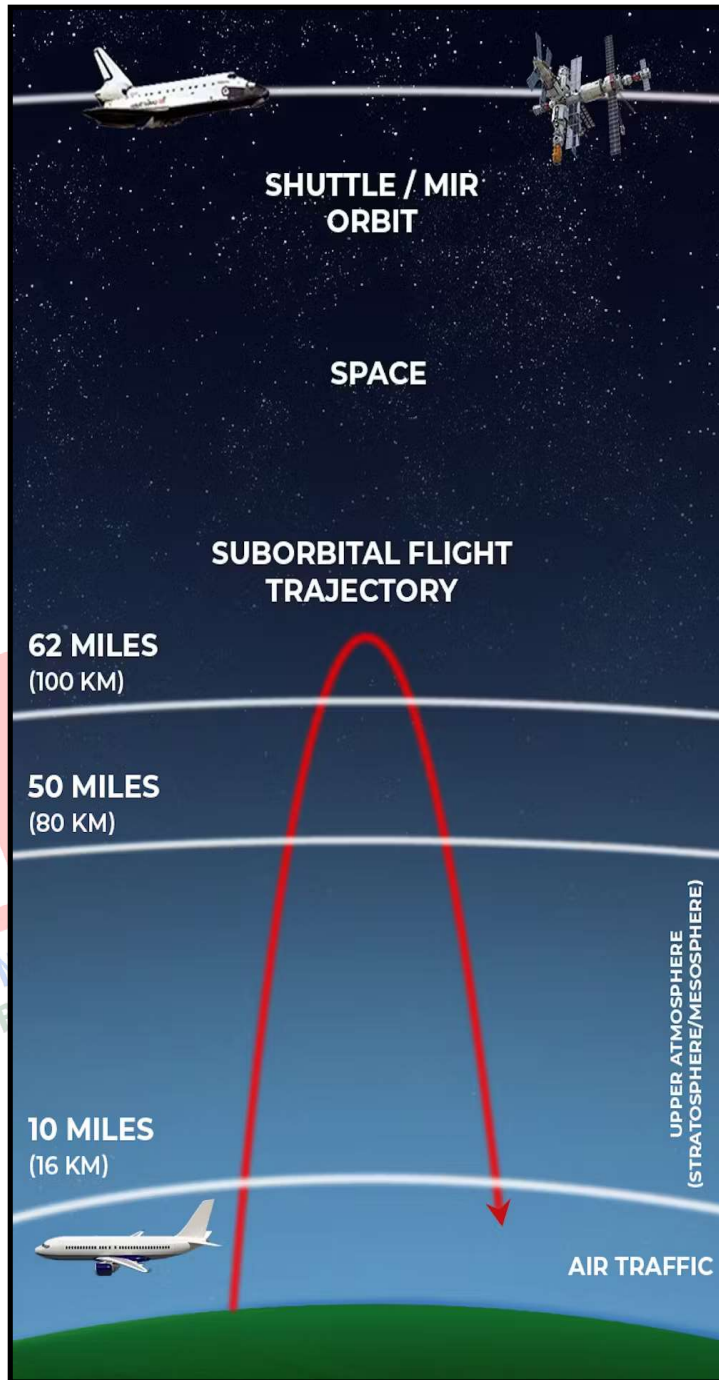 SHUTTLE / MIR
ORBIT
SPACE
SUBORBITAL FLIGHT
TRAJECTORY
62 MILES
(100 KM)
50 MILES
(80 KM)
UPPER ATMOSPHERE
(STRATOSPHERE/MESOSPHERE)
10 MILES
(16 KM)
AIR TRAFFIC